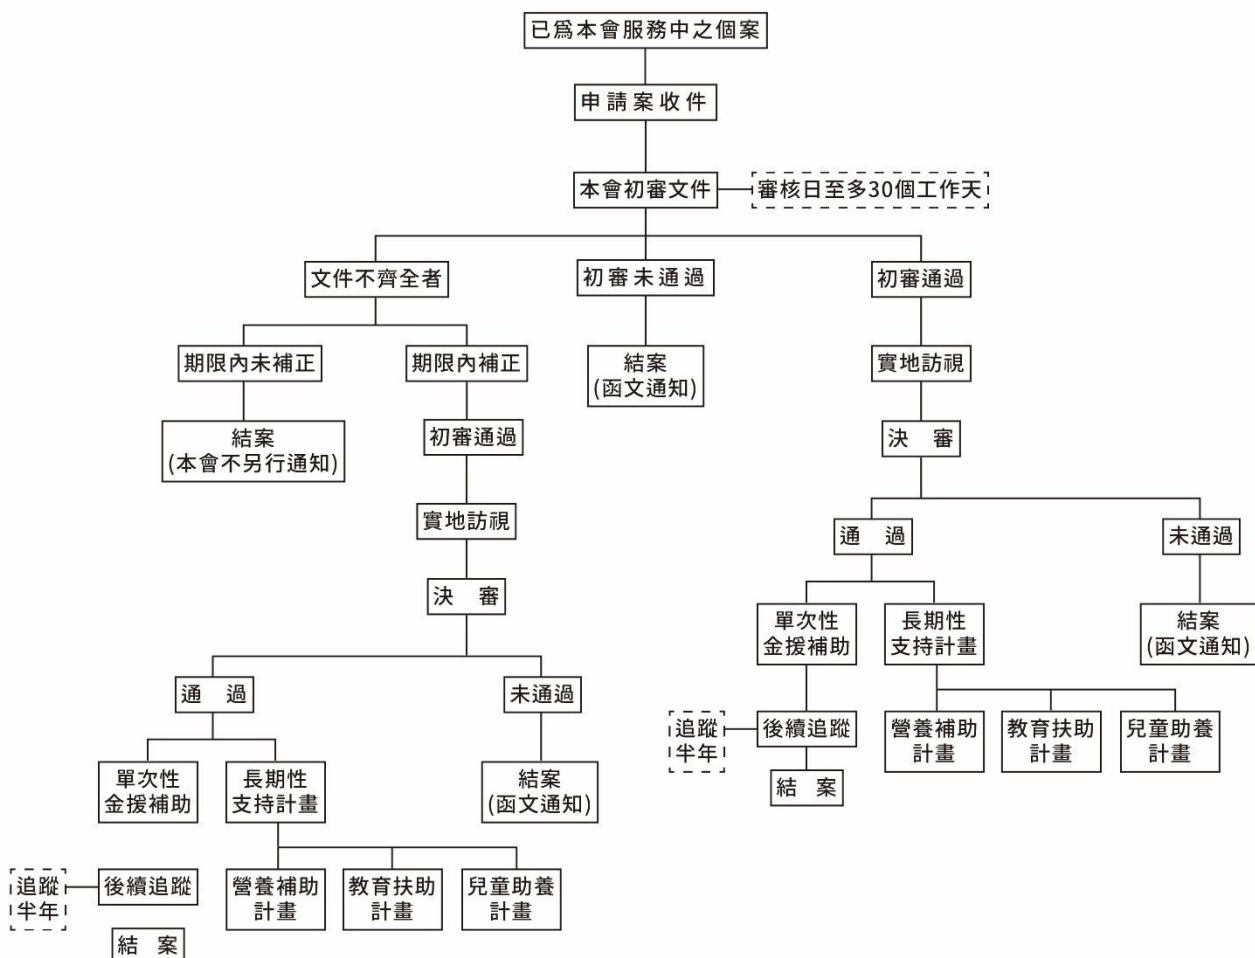 已爲本會服務中之個案
申請案收件
本會初審文件
審核日至多30個工作天
文件不齊全者
初審未通過
初審通過
期限內未補正
期限內補正
結案
(函文通知)
實地訪視
結案
(本會不另行通知)
初審通過
決 審
實地訪視
通 過
未通過
決 審
單次性
金援補助
長期性
支持計畫
結案
(函文通知)
通 過
未通過
追蹤
半年
後續追蹤
營養補助
計畫
教育扶助
計畫
兒童助養
計畫
結 案
單次性
金援補助
長期性
支持計畫
結案
(函文通知)
追蹤
半年
後續追蹤
營養補助
計畫
教育扶助
計畫
兒童助養
計畫
結 案